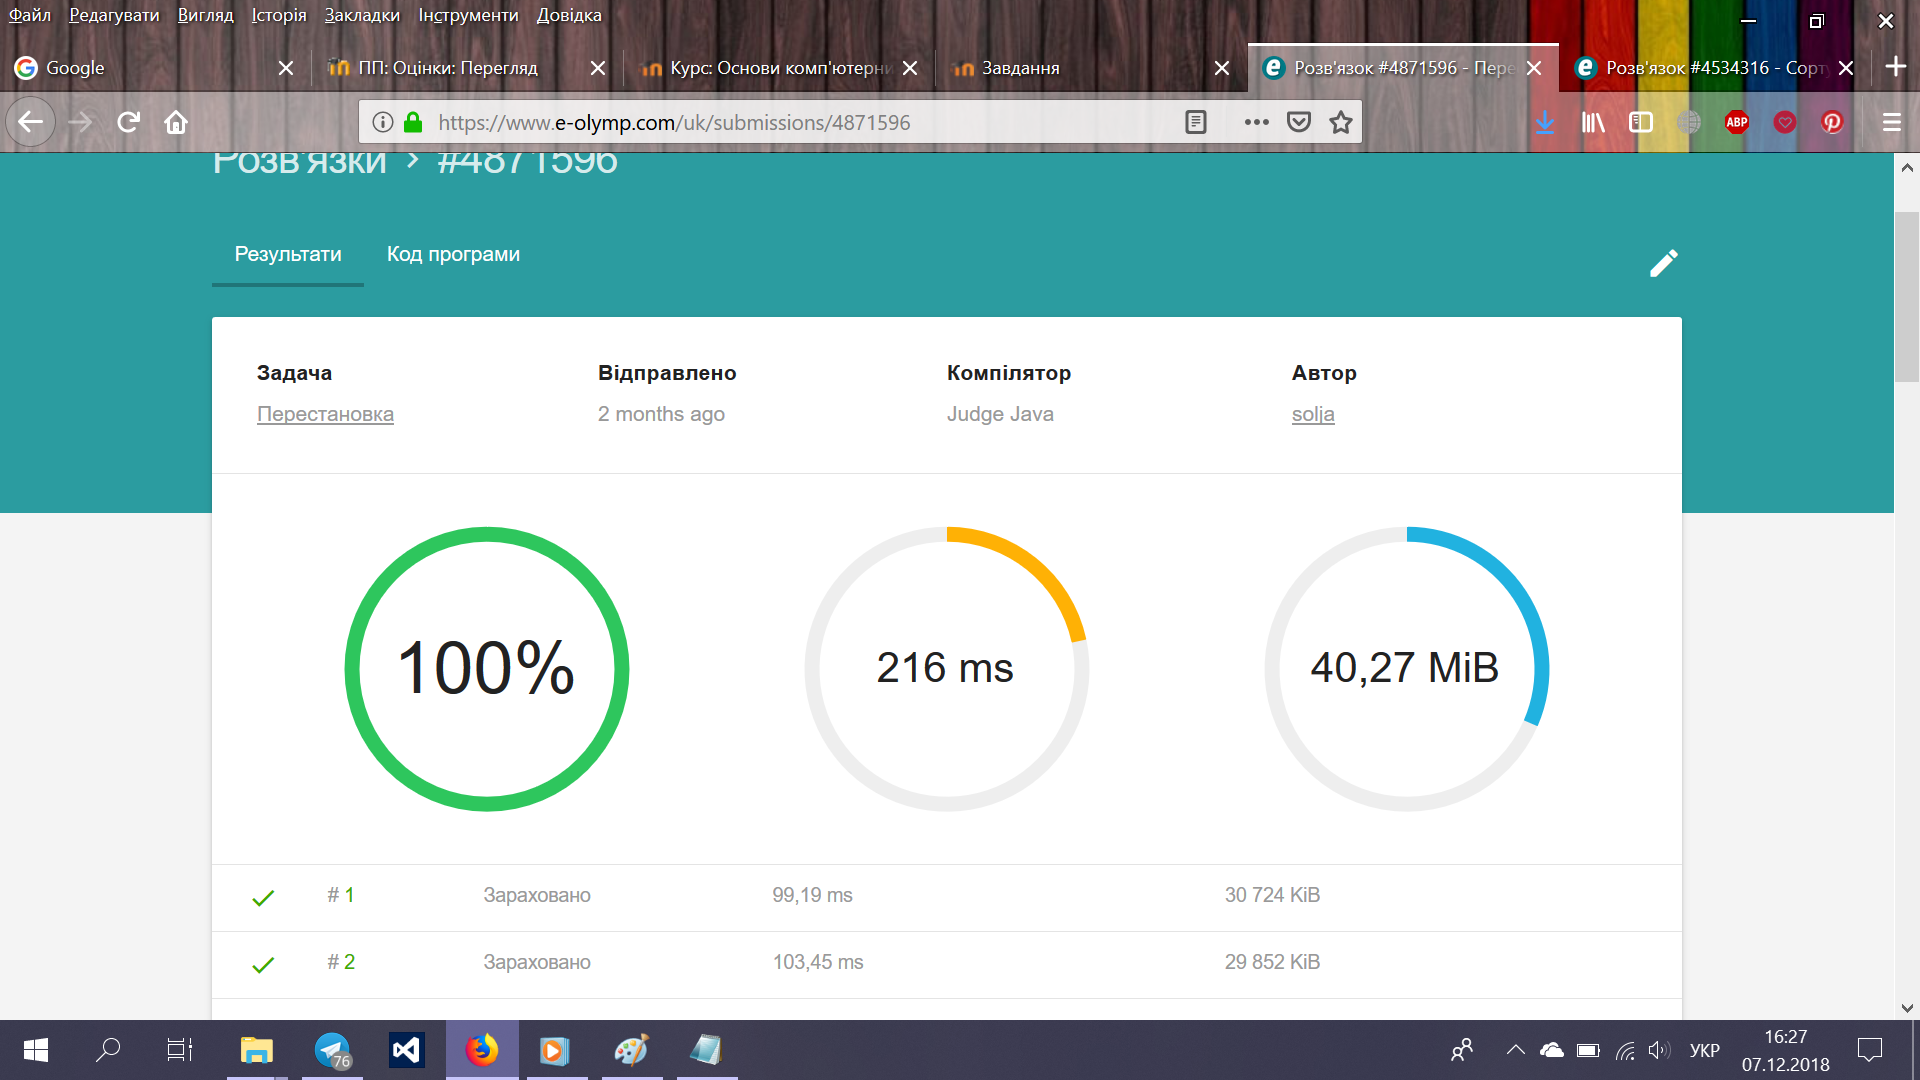 Файл Редагувати Вигляд Історія Закладки Інструменти Довідка
Google ПП: Оцінки: Перегляд Курс: Основи комп'ютерни Завдання Розв'язок #4871596 - Пере Розв'язок #4534316 - Сорту
https://www.e-olymp.com/uk/submissions/4871596
ABP
Розв'язки › #4871596
Результати Код програми
Задача Відправлено Компілятор Автор
Перестановка 2 months ago Judge Java solja
100% 216 ms 40,27 MiB
# 1 Зараховано 99,19 ms 30 724 KiB
# 2 Зараховано 103,45 ms 29 852 KiB
76
УКР
16:27
07.12.2018